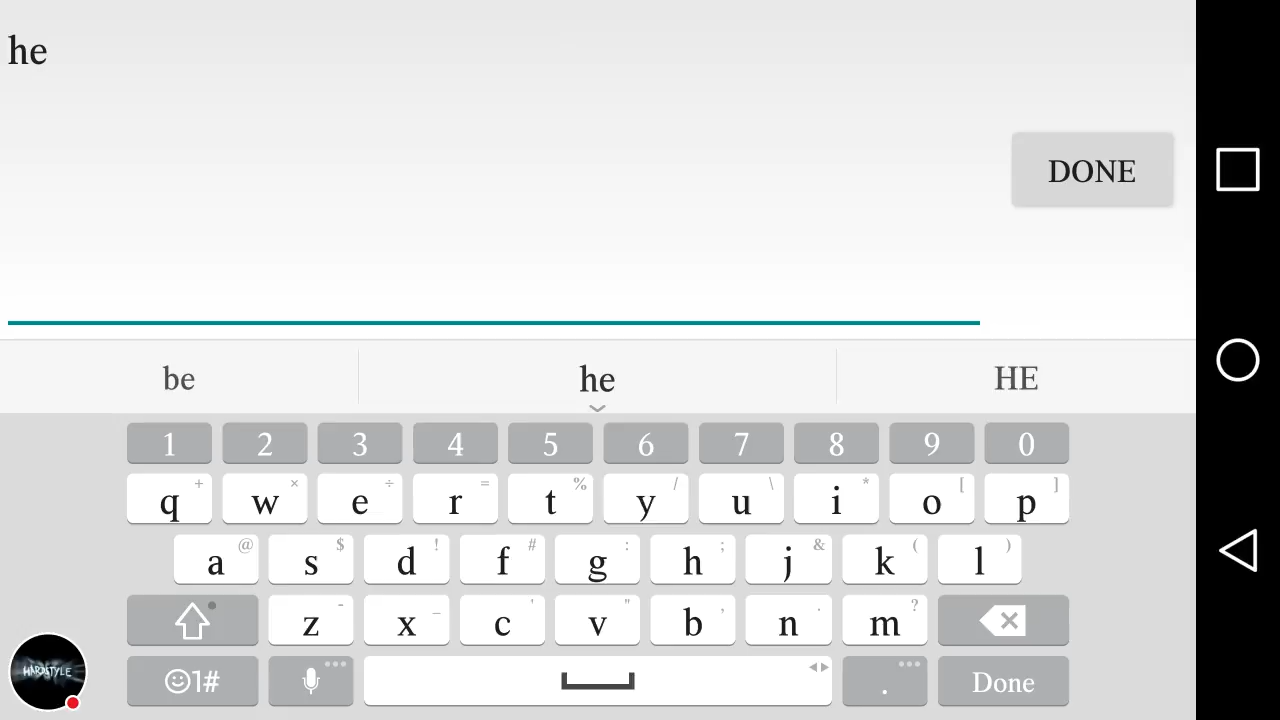 he
DONE
be he HE
1 2 3 4 5 6 7 8 9 0
q + w × e ÷ r = t % y / u \ i * o [ p ]
a @ s $ d ! f # g : h ; j & k ( l )
z - x _ c ' v " b , n . m ?
HARDSTYLE 1# . Done